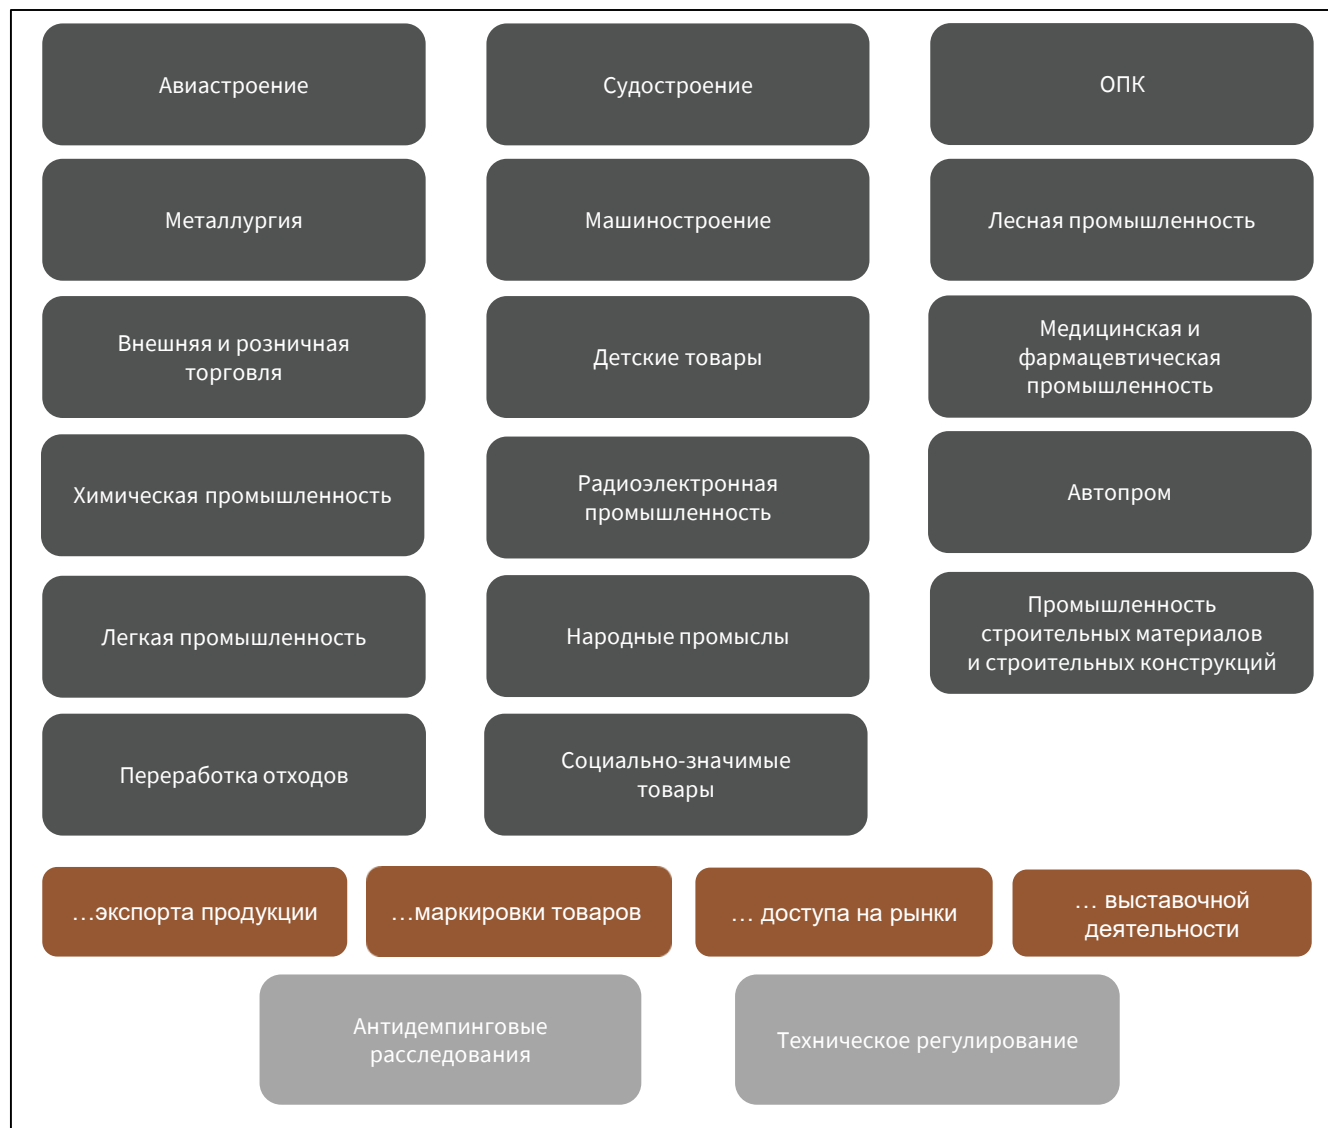 Авиастроение
Судостроение
ОПК
Металлургия
Машиностроение
Лесная промышленность
Внешняя и розничная
торговля
Детские товары
Медицинская и
фармацевтическая
промышленность
Химическая промышленность
Радиоэлектронная
промышленность
Автопром
Легкая промышленность
Народные промыслы
Промышленность
строительных материалов
и строительных конструкций
Переработка отходов
Социально-значимые
товары
…экспорта продукции
…маркировки товаров
… доступа на рынки
… выставочной
деятельности
Антидемпинговые
расследования
Техническое регулирование